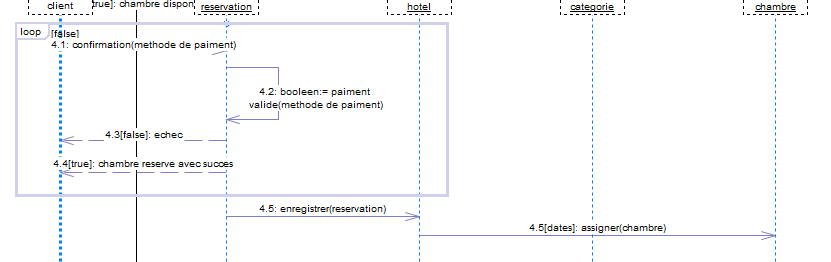 client
true]: chambre dispon
reservation
hotel
categorie
chambre
loop
[false]
4.1: confirmation(methode de paiment)
4.2: booleen:= paiment
valide(methode de paiment)
4.3[false]: echec
4.4[true]: chambre reserve avec succes
4.5: enregistrer(reservation)
4.5[dates]: assigner(chambre)